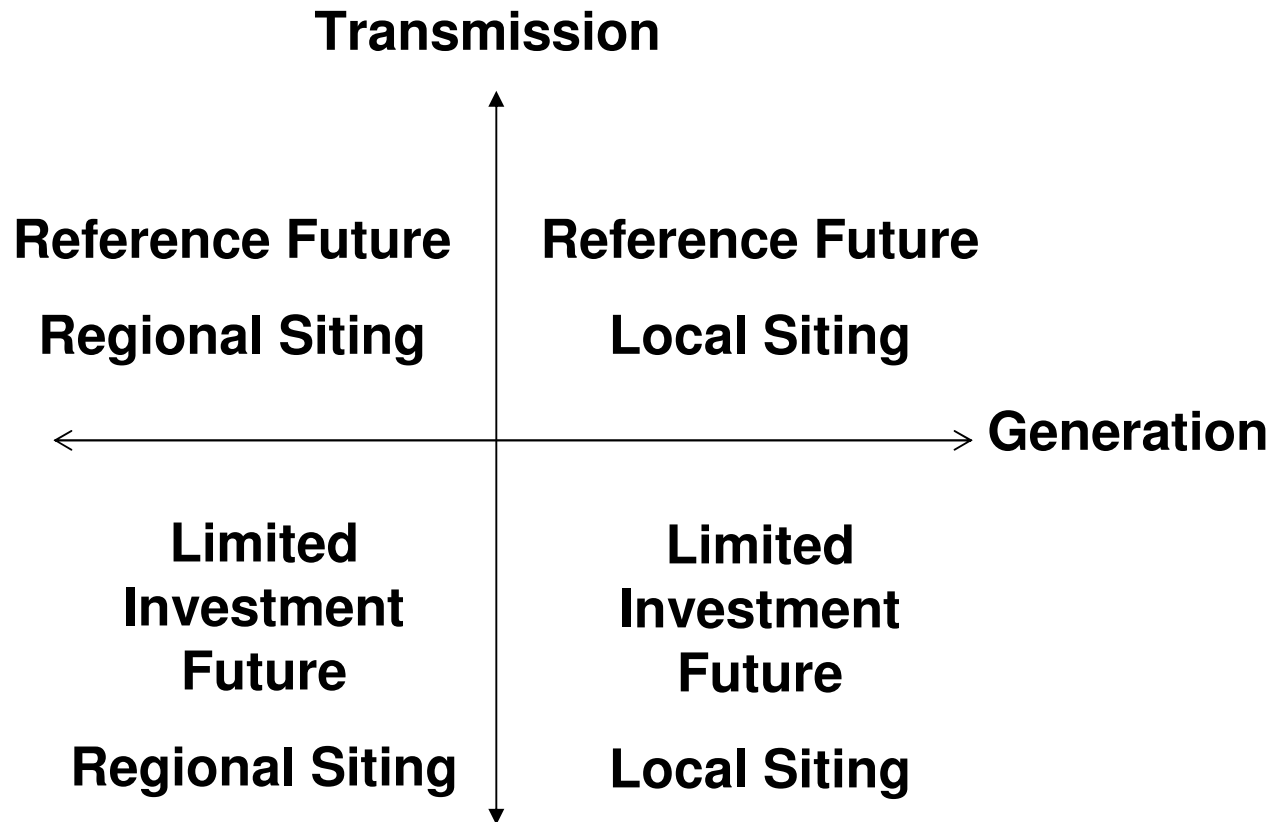 Transmission
Reference Future
Regional Siting
Reference Future
Local Siting
Generation
Limited
Investment
Future
Regional Siting
Limited
Investment
Future
Local Siting